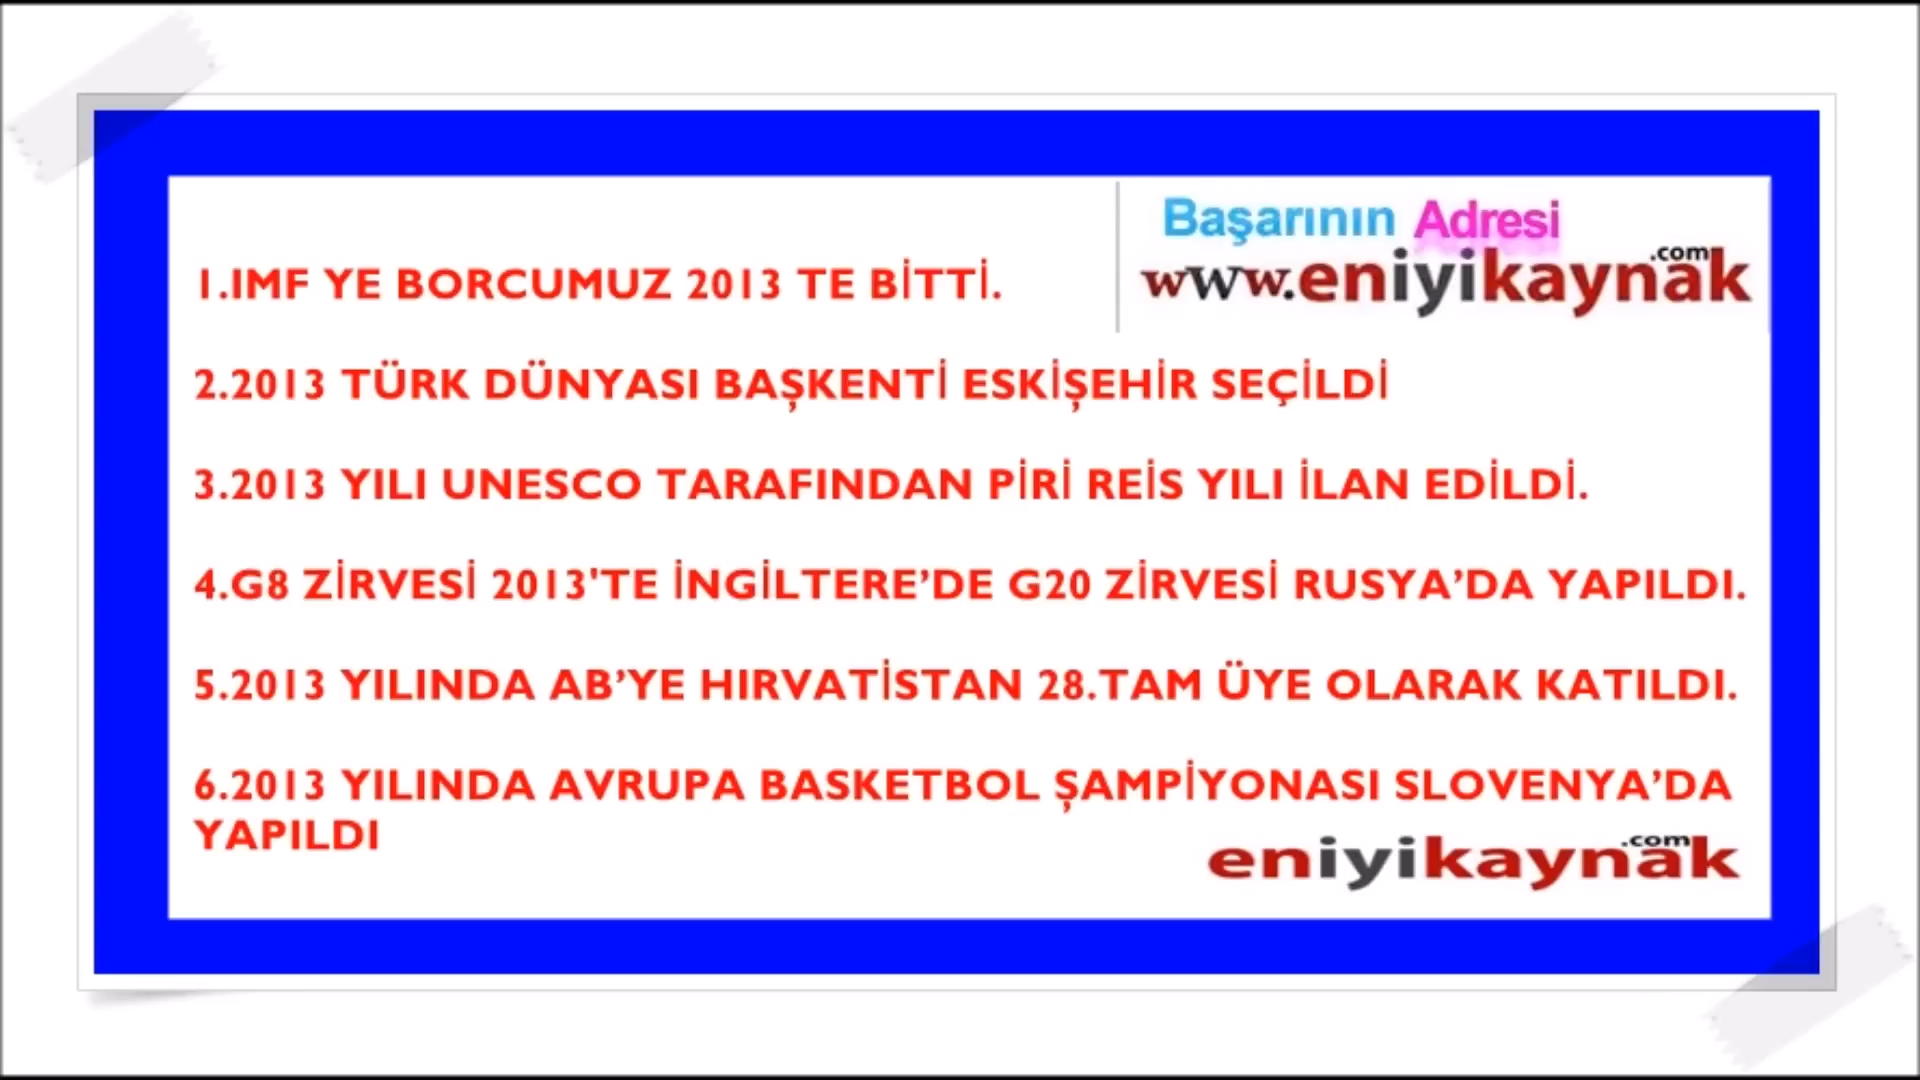 Başarının Adresi
www.eniyikaynak.com
1.IMF YE BORCUMUZ 2013 TE BİTTİ.
2.2013 TÜRK DÜNYASI BAŞKENTİ ESKİŞEHİR SEÇİLDİ
3.2013 YILI UNESCO TARAFINDAN PİRİ REİS YILI İLAN EDİLDİ.
4.G8 ZİRVESİ 2013'TE İNGİLTERE’DE G20 ZİRVESİ RUSYA’DA YAPILDI.
5.2013 YILINDA AB’YE HIRVATİSTAN 28.TAM ÜYE OLARAK KATILDI.
6.2013 YILINDA AVRUPA BASKETBOL ŞAMPİYONASI SLOVENYA’DA
YAPILDI
eniyikaynak.com